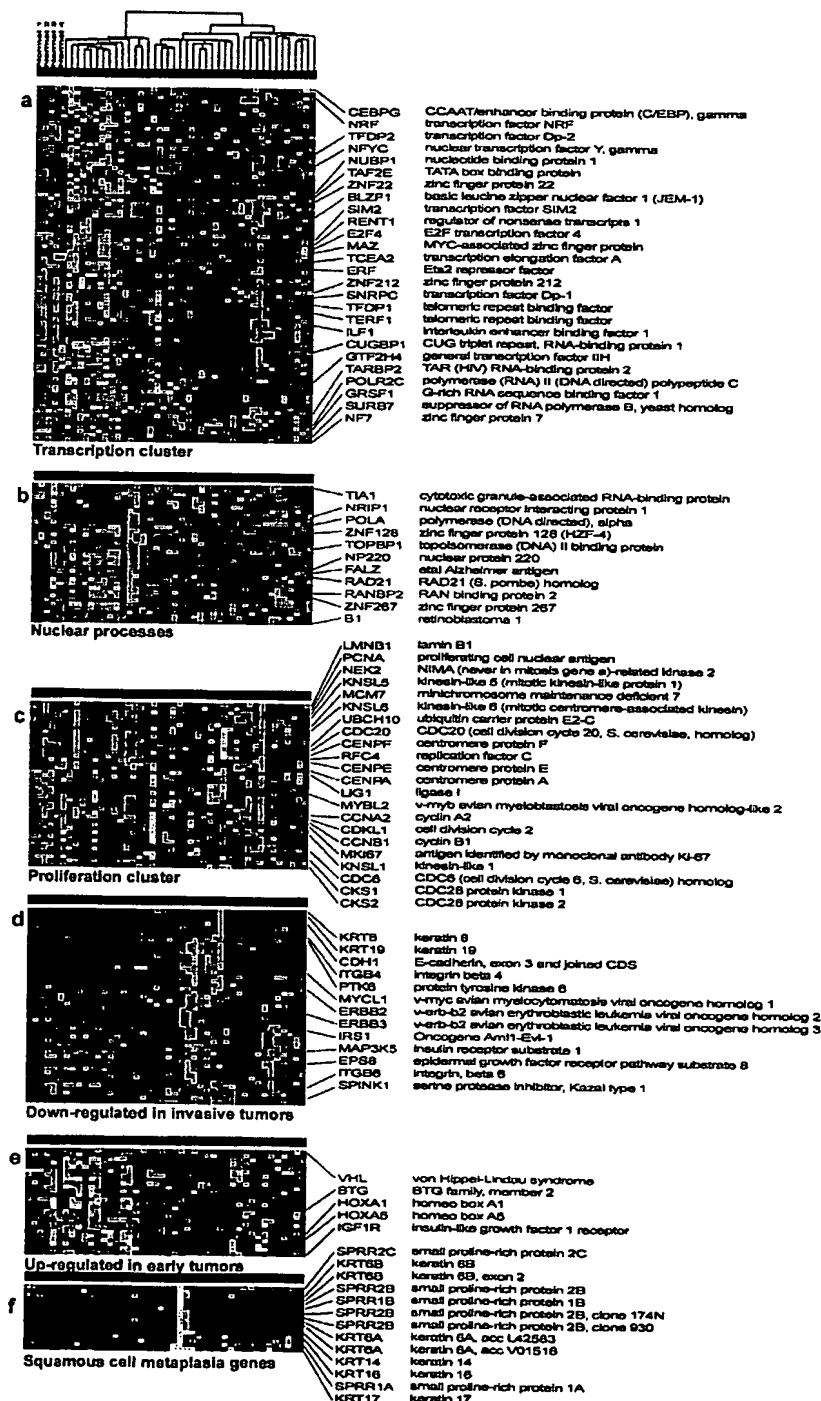 a
CEBPG CCAAT/enhancer binding protein (C/EBP), gamma
NRF transcription factor NRF
TFDP2 transcription factor Dp-2
NFYC nuclear transcription factor Y, gamma
NUBP1 nucleotide binding protein 1
TAF2E TATA box binding protein
ZNF22 zinc finger protein 22
BLZF1 basic leucine zipper nuclear factor 1 (JEM-1)
SIM2 transcription factor SIM2
RENT1 regulator of nonsense transcripts 1
E2F4 E2F transcription factor 4
MAZ MYC-associated zinc finger protein
TCEA2 transcription elongation factor A
ERF Ets2 repressor factor
ZNF212 zinc finger protein 212
SNRPC transcription factor Dp-1
TFDP1 telomeric repeat binding factor
TERF1 telomeric repeat binding factor
ILF1 interleukin enhancer binding factor 1
CUGBP1 CUG triplet repeat, RNA-binding protein 1
GTF2H4 general transcription factor IIH
TARBP2 TAR (HIV) RNA-binding protein 2
POLR2C polymerase (RNA) II (DNA directed) polypeptide C
GRSF1 G-rich RNA sequence binding factor 1
SURB7 suppressor of RNA polymerase B, yeast homolog
NF7 zinc finger protein 7
Transcription cluster
b
TIA1 cytotoxic granule-associated RNA-binding protein
NRIP1 nuclear receptor interacting protein 1
POLA polymerase (DNA directed), alpha
ZNF128 zinc finger protein 128 (HZF-4)
TOPBP1 topoisomerase (DNA) II binding protein
NP220 nuclear protein 220
FALZ etal Alzheimer antigen
RAD21 RAD21 (S. pombe) homolog
RANBP2 RAN binding protein 2
ZNF267 zinc finger protein 267
B1 retinoblastoma 1
Nuclear processes
c
LMNB1 lamin B1
PCNA proliferating cell nuclear antigen
NEK2 NIMA (never in mitosis gene a)-related kinase 2
KNSL5 kinesin-like 5 (mitotic kinesin-like protein 1)
MCM7 minichromosome maintenance deficient 7
KNSL6 kinesin-like 6 (mitotic centromere-associated kinesin)
UBCH10 ubiquitin carrier protein E2-C
CDC20 CDC20 (cell division cycle 20, S. cerevisiae, homolog)
CENPF centromere protein F
RFC4 replication factor C
CENPE centromere protein E
CENPA centromere protein A
LIG1 ligase I
MYBL2 v-myb avian myeloblastosis viral oncogene homolog-like 2
CCNA2 cyclin A2
CDKL1 cell division cycle 2
CCNB1 cyclin B1
MKI67 antigen identified by monoclonal antibody Ki-67
KNSL1 kinesin-like 1
CDC6 CDC6 (cell division cycle 6, S. cerevisiae) homolog
CKS1 CDC28 protein kinase 1
CKS2 CDC28 protein kinase 2
Proliferation cluster
d
KRT8 keratin 8
KRT19 keratin 19
CDH1 E-cadherin, exon 3 and joined CDS
ITGB4 integrin beta 4
PTK6 protein tyrosine kinase 6
MYCL1 v-myc avian myelocytomatosis viral oncogene homolog 1
ERBB2 v-erb-b2 avian erythroblastic leukemia viral oncogene homolog 2
ERBB3 v-erb-b2 avian erythroblastic leukemia viral oncogene homolog 3
IRS1 Oncogene Aml1-Evi-1
MAP3K5 insulin receptor substrate 1
EPS8 epidermal growth factor receptor pathway substrate 8
ITGB6 integrin, beta 6
SPINK1 serine protease inhibitor, Kazal type 1
Down-regulated in invasive tumors
e
VHL von Hippel-Lindau syndrome
BTG BTG family, member 2
HOXA1 homeo box A1
HOXA5 homeo box A5
IGF1R insulin-like growth factor 1 receptor
Up-regulated in early tumors
f
SPRR2C small proline-rich protein 2C
KRT6B keratin 6B
KRT6B keratin 6B, exon 2
SPRR2B small proline-rich protein 2B
SPRR1B small proline-rich protein 1B
SPRR2B small proline-rich protein 2B, clone 174N
SPRR2B small proline-rich protein 2B, clone 930
KRT6A keratin 6A, acc L42583
KRT6A keratin 6A, acc V01516
KRT14 keratin 14
KRT16 keratin 16
SPRR1A small proline-rich protein 1A
KRT17 keratin 17
Squamous cell metaplasia genes